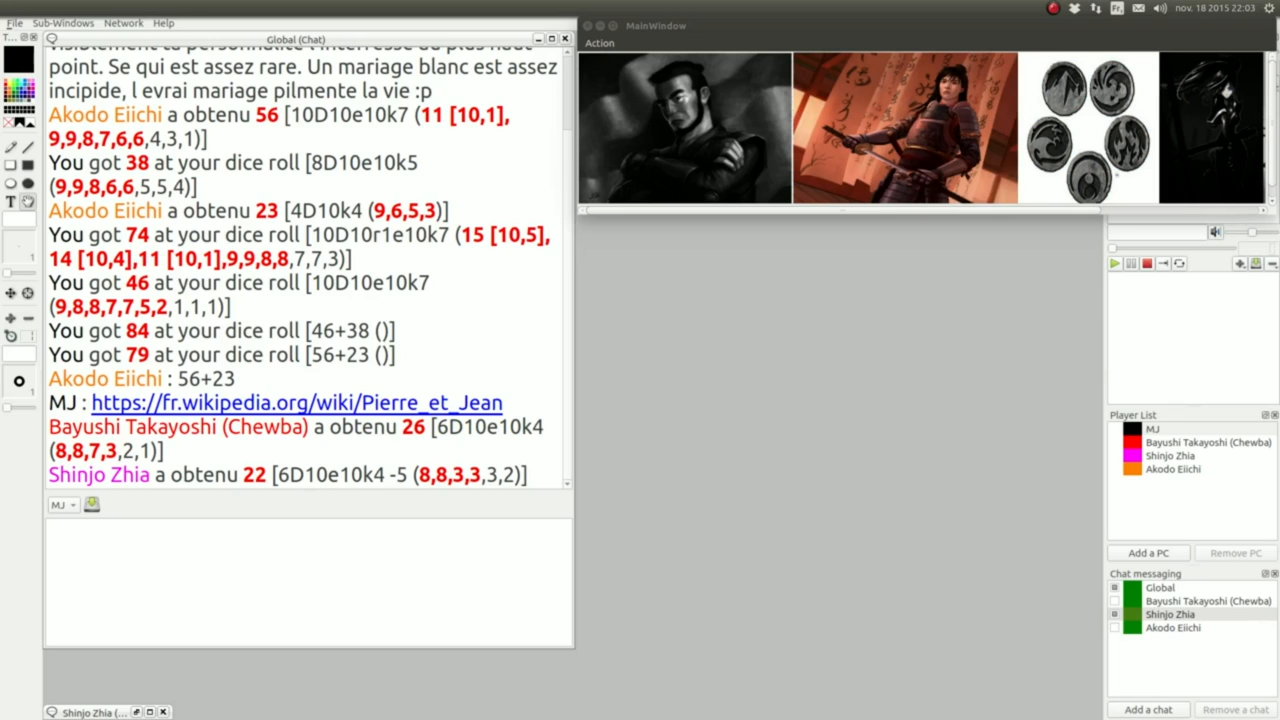 Fr₁
nov. 18 2015 22:03
File Sub-Windows Network Help
MainWindow
T...
Global (Chat)
Action
point. Se qui est assez rare. Un mariage blanc est assez
incipide, l evrai mariage pilmente la vie :p
Akodo Eiichi a obtenu 56 [10D10e10k7 (11 [10,1],
9,9,8,7,6,6,4,3,1)]
You got 38 at your dice roll [8D10e10k5
(9,9,8,6,6,5,5,4)]
Akodo Eiichi a obtenu 23 [4D10k4 (9,6,5,3)]
You got 74 at your dice roll [10D10r1e10k7 (15 [10,5],
14 [10,4],11 [10,1],9,9,8,8,7,7,3)]
You got 46 at your dice roll [10D10e10k7
(9,8,8,7,7,5,2,1,1,1)]
You got 84 at your dice roll [46+38 ()]
You got 79 at your dice roll [56+23 ()]
Akodo Eiichi : 56+23
MJ : https://fr.wikipedia.org/wiki/Pierre_et_Jean
Bayushi Takayoshi (Chewba) a obtenu 26 [6D10e10k4
(8,8,7,3,2,1)]
Shinjo Zhia a obtenu 22 [6D10e10k4 -5 (8,8,3,3,3,2)]
MJ
T
1
1
Player List
MJ
Bayushi Takayoshi (Chewba)
Shinjo Zhia
Akodo Eiichi
Add a PC Remove PC
Chat messaging
Global
Bayushi Takayoshi (Chewba)
Shinjo Zhia
Akodo Eiichi
Add a chat Remove a chat
Shinjo Zhia (...